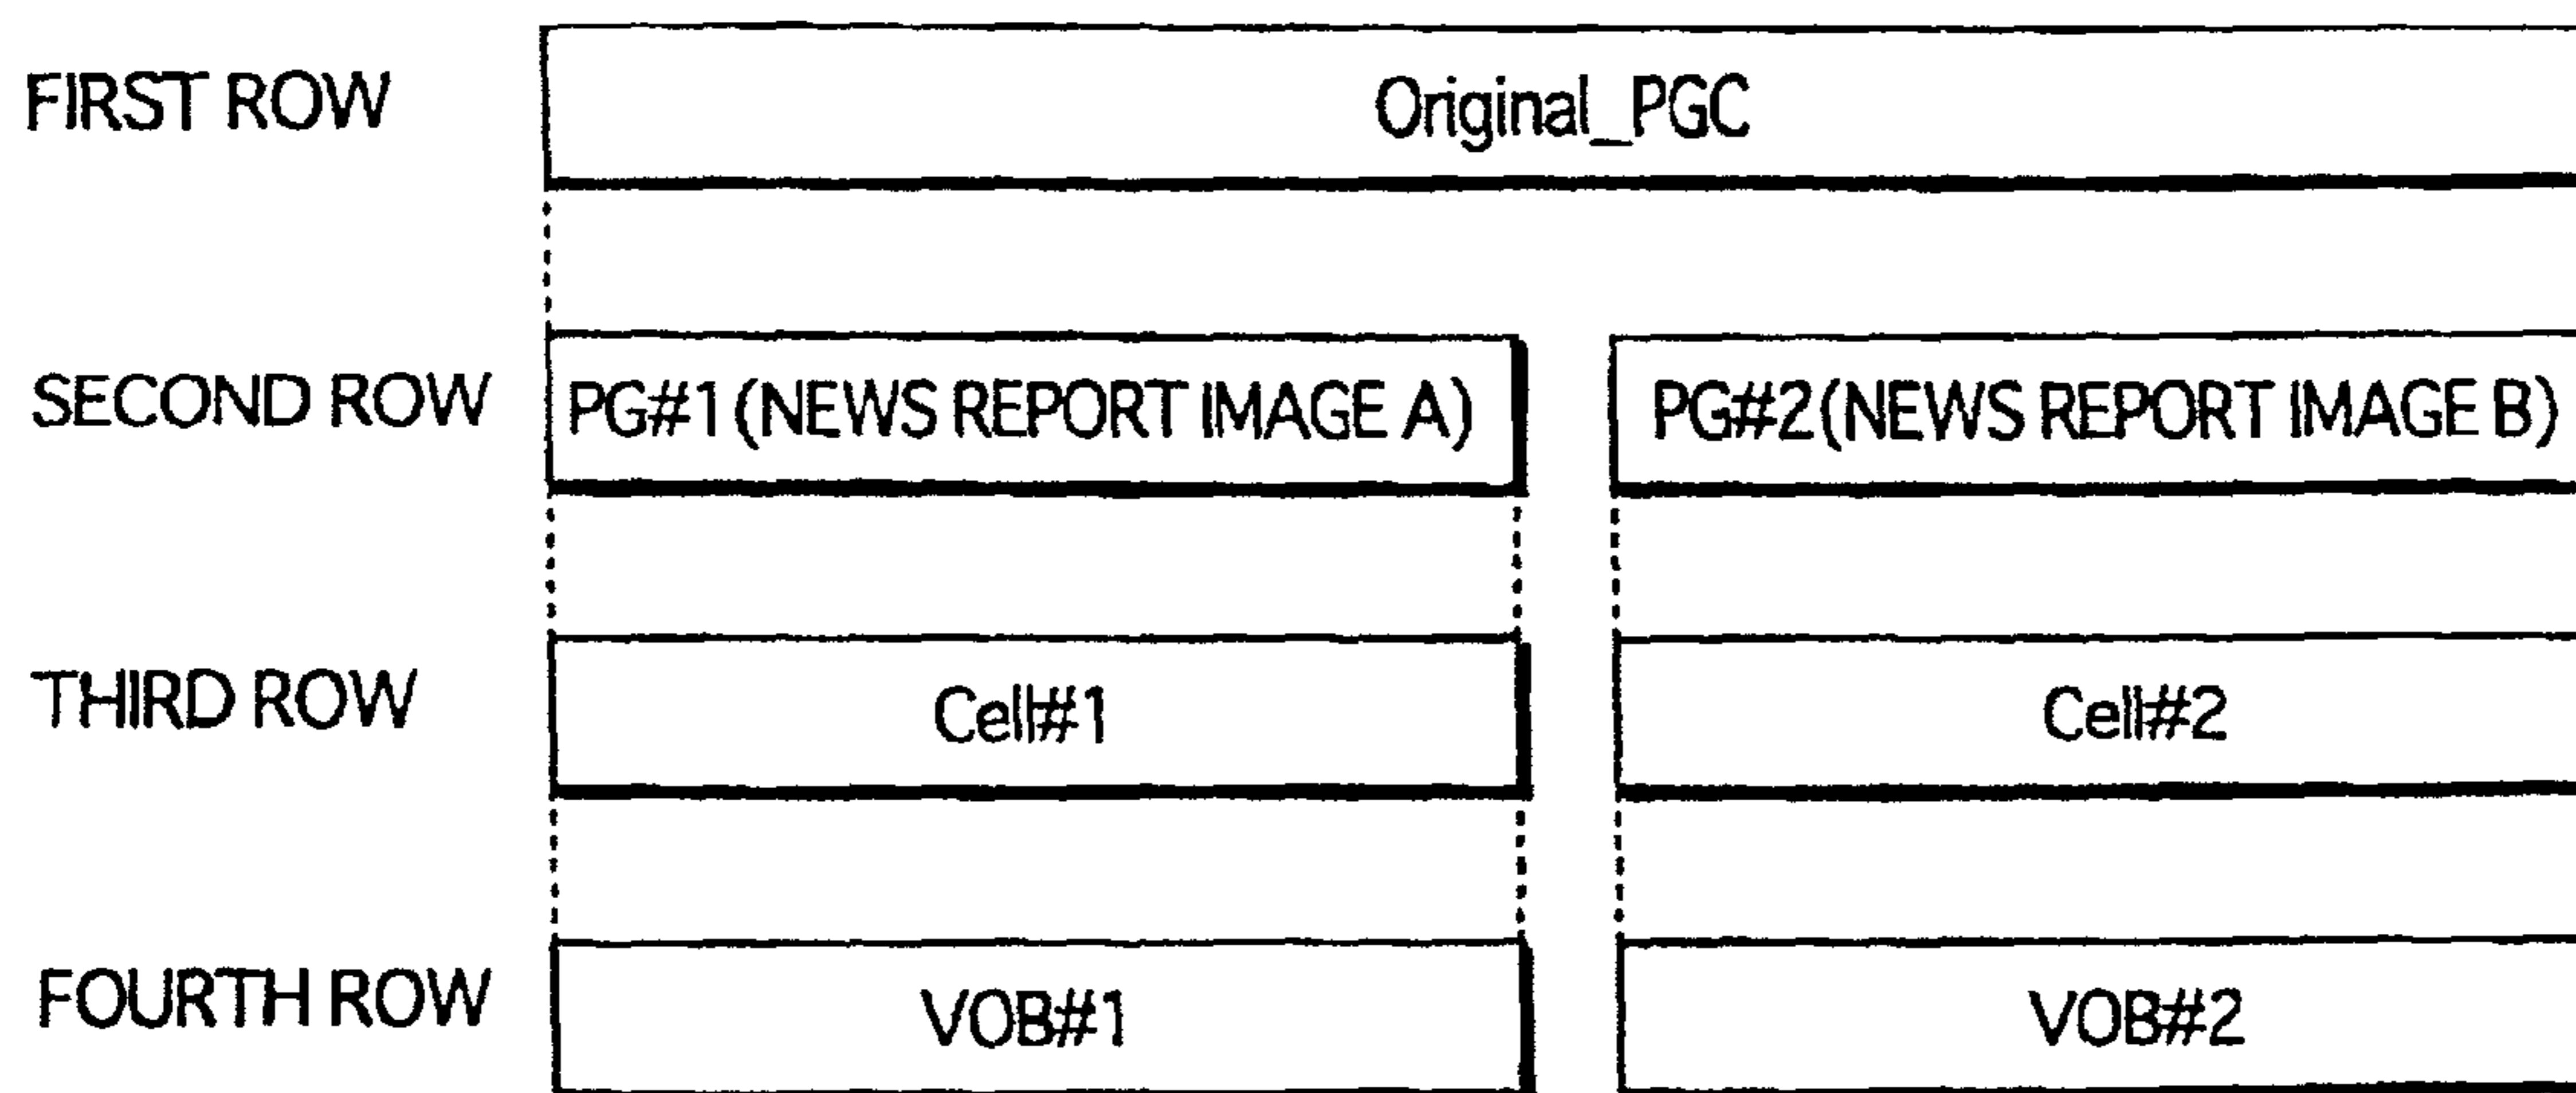 FIRST ROW Original_PGC
SECOND ROW PG#1 (NEWS REPORT IMAGE A) PG#2(NEWS REPORT IMAGE B)
THIRD ROW Cell#1 Cell#2
FOURTH ROW VOB#1 VOB#2